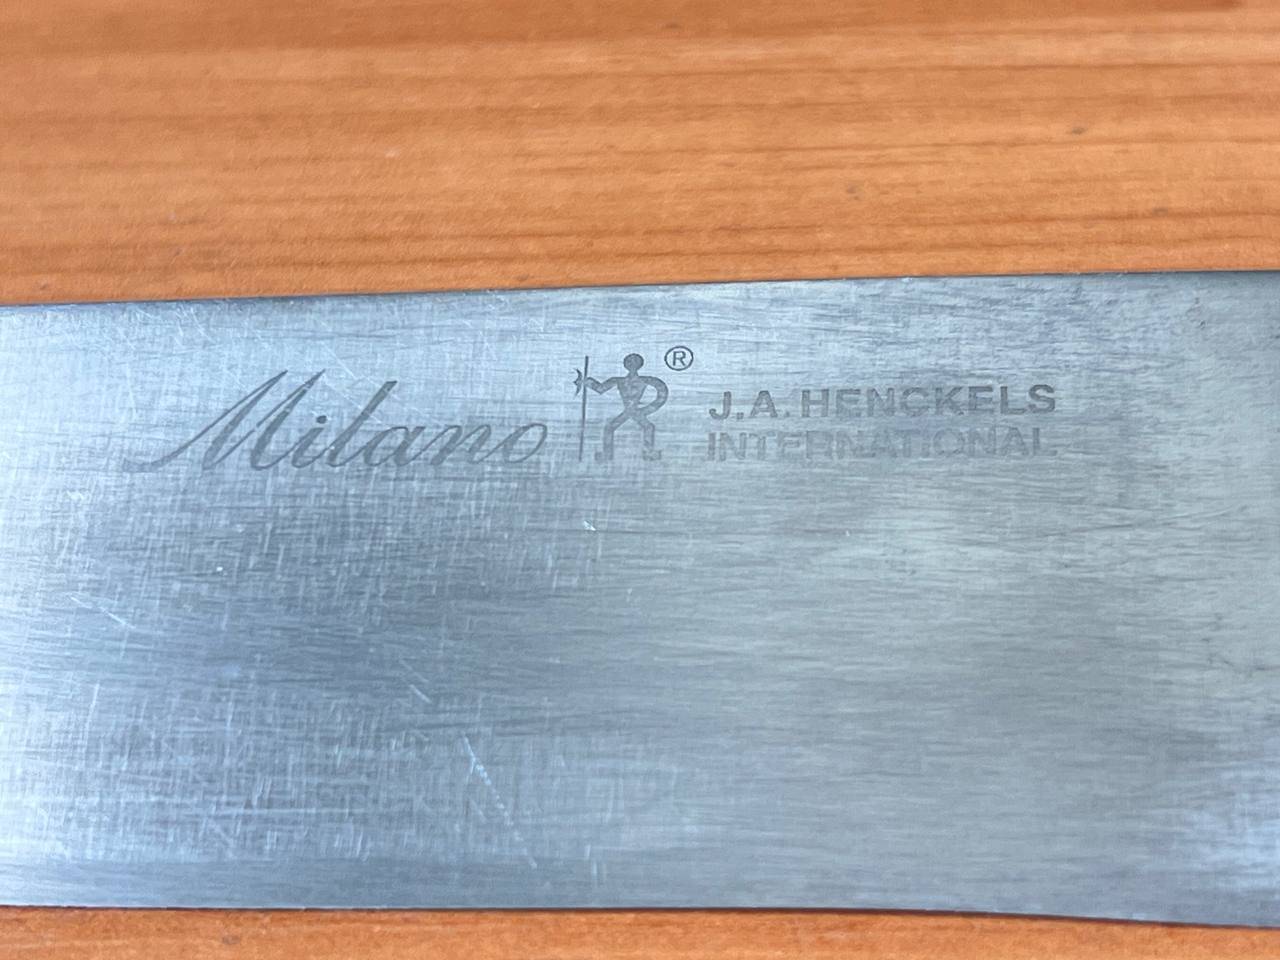 Milano ® J.A. HENCKELS
INTERNATIONAL